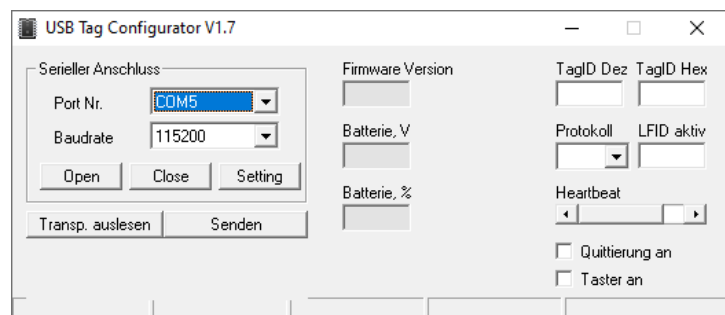 USB Tag Configurator V1.7
Serieller Anschluss
Port Nr. COM5
Baudrate 115200
Open Close Setting
Transp. auslesen Senden
Firmware Version
Batterie, V
Batterie, %
TagID Dez TagID Hex
Protokoll LFID aktiv
Heartbeat
Quittierung an
Taster an